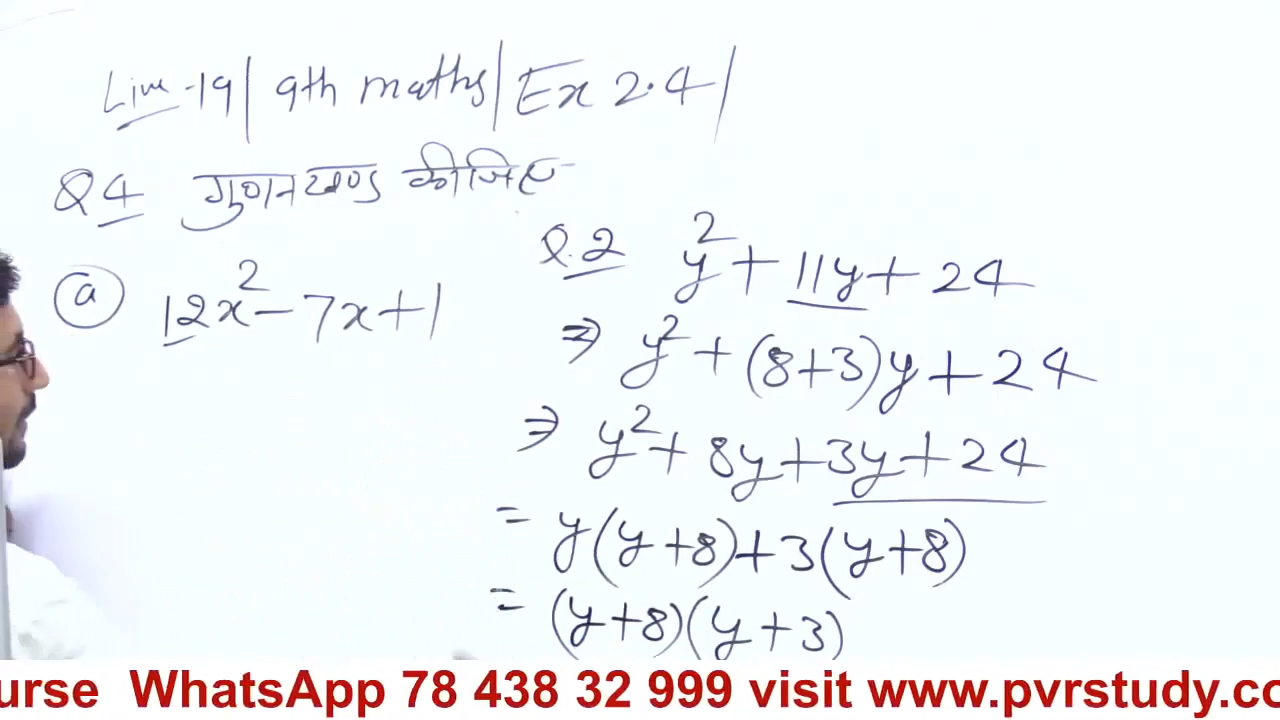 Live-19| 9th maths| Ex 2.4|
Q4 गुणनखण्ड कीजिए
(a) 12x² - 7x + 1
Q.2 y² + 11y + 24
⇒ y² + (8+3)y + 24
⇒ y² + 8y + 3y + 24
= y(y+8)+3(y+8)
= (y+8)(y+3)
urse WhatsApp 78 438 32 999 visit www.pvrstudy.co